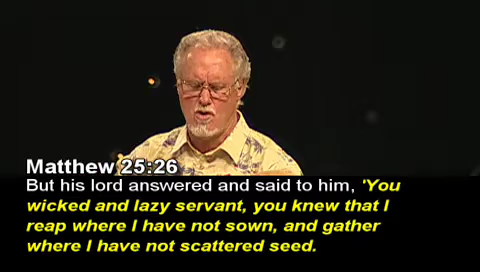 Matthew 25:26
But his lord answered and said to him, 'You
wicked and lazy servant, you knew that I
reap where I have not sown, and gather
where I have not scattered seed.